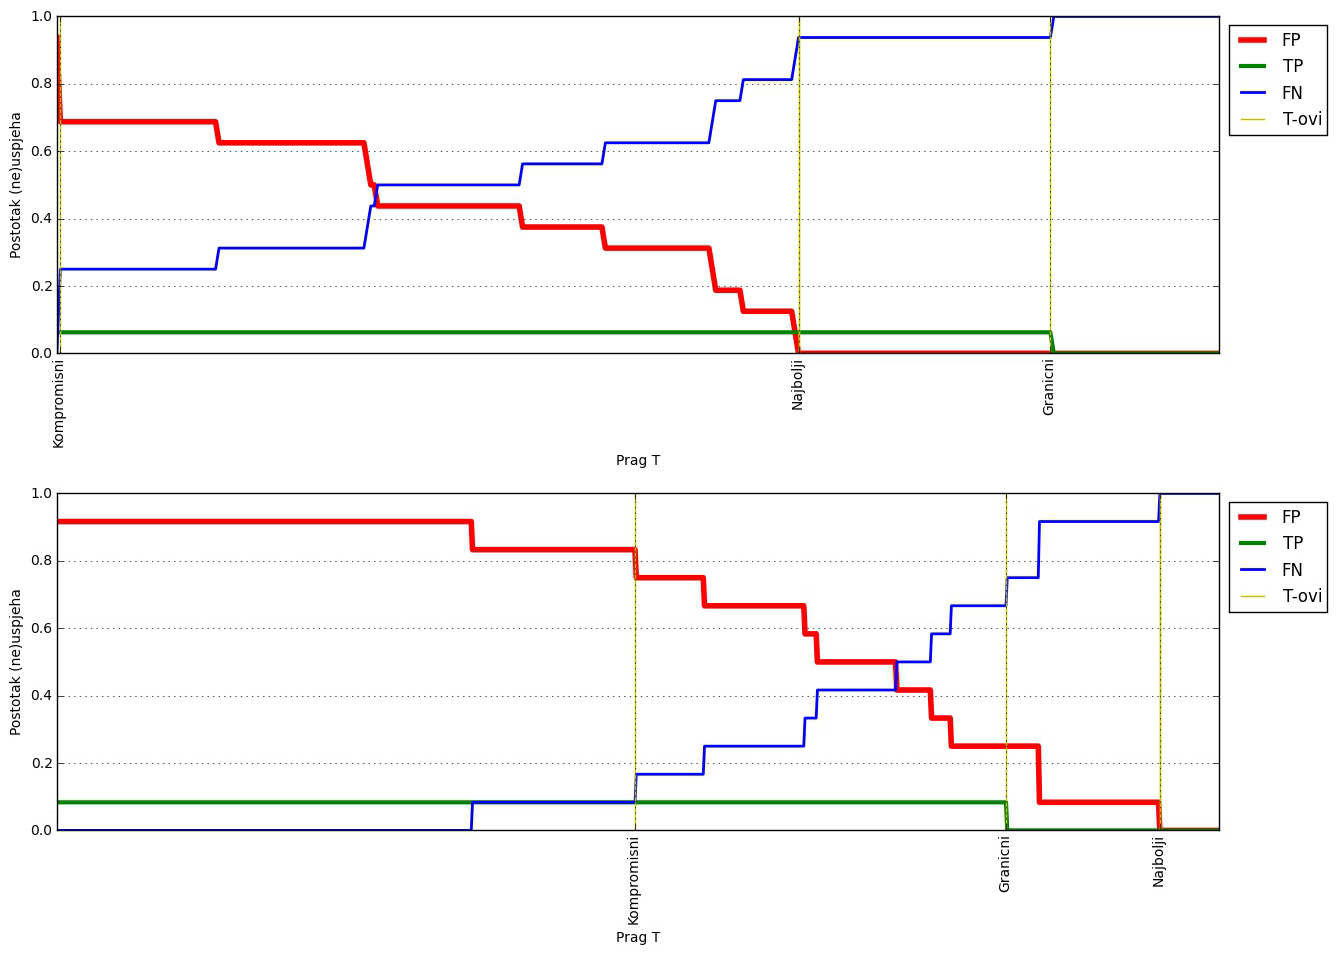 1.0
0.8
0.6
0.4
0.2
0.0
Postotak (ne)uspjeha
Kompromisni
Najbolji
Granicni
Prag T
FP
TP
FN
T-ovi
1.0
0.8
0.6
0.4
0.2
0.0
Postotak (ne)uspjeha
Kompromisni
Granicni
Najbolji
Prag T
FP
TP
FN
T-ovi